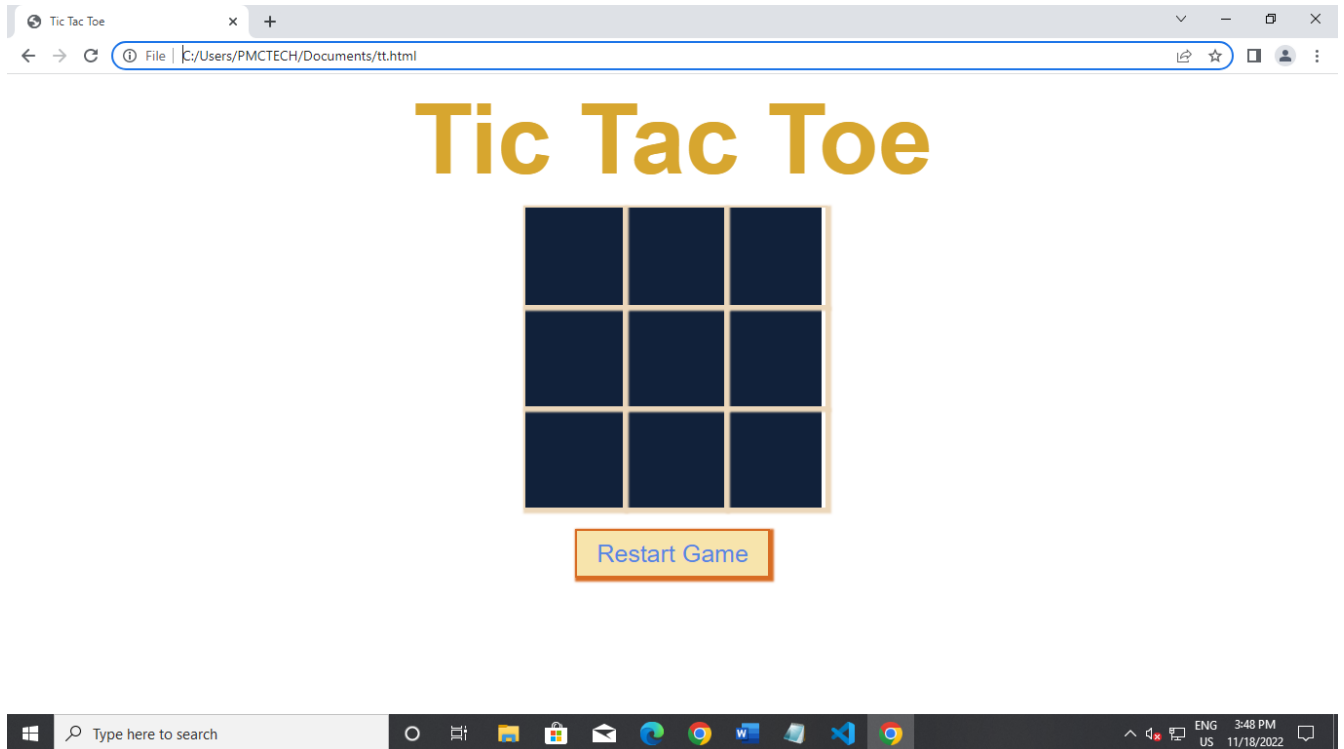 Tic Tac Toe
File | C:/Users/PMCTECH/Documents/tt.html
Tic Tac Toe
Restart Game
Type here to search
ENG 3:48 PM
US 11/18/2022